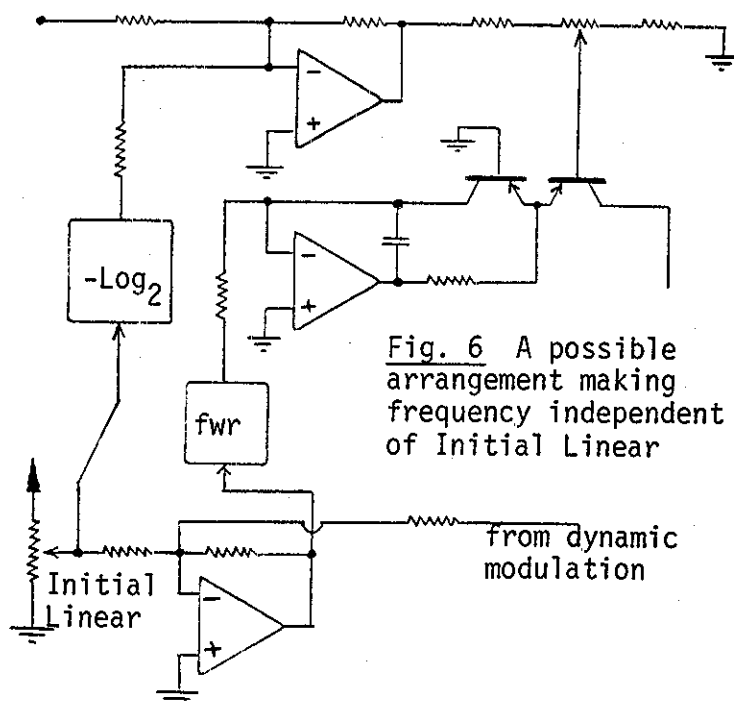 -
+
-Log2
-
+
Fig. 6 A possible
arrangement making
frequency independent
of Initial Linear
fwr
from dynamic
modulation
Initial
Linear
-
+